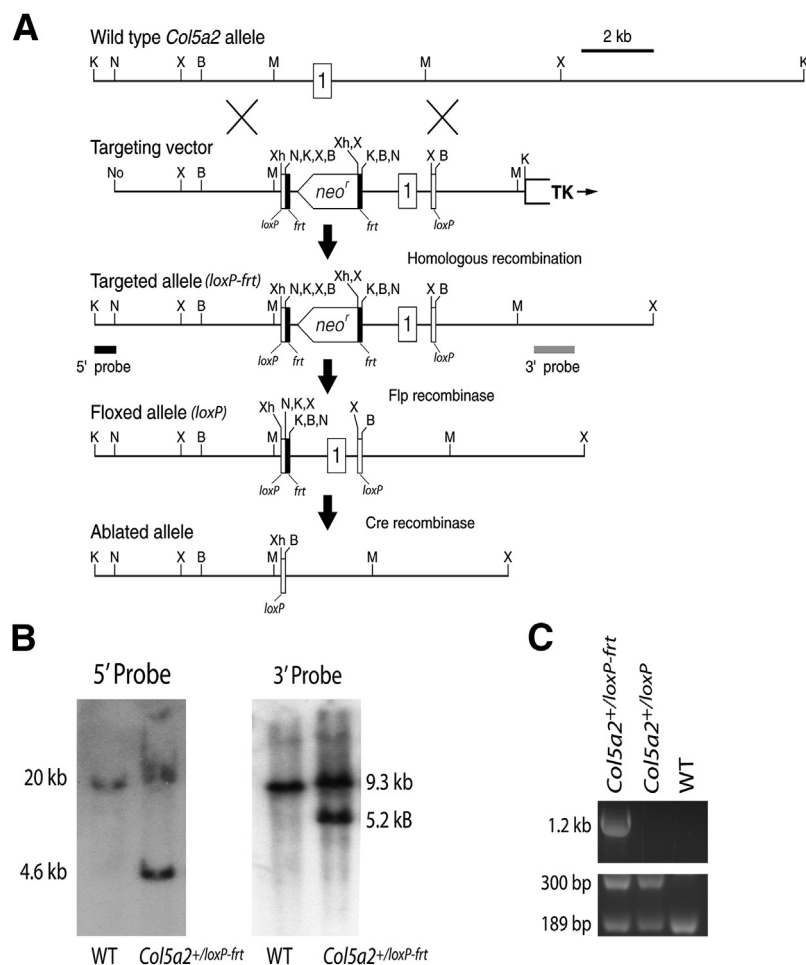 A
Wild type Col5a2 allele
2 kb
K N X B M M X K
1
Targeting vector
Xh N,K,X,B Xh,X K,B,N X B K
No X B M M
neoʳ 1 TK
loxP frt frt loxP
Homologous recombination
Targeted allele (loxP-frt)
Xh N,K,X,B Xh,X K,B,N X B
K N X B M M X
neoʳ 1
loxP frt frt loxP
5' probe 3' probe
Flp recombinase
Floxed allele (loxP)
Xh N,K,X X
K,B,N B
K N X B M M X
1
loxP frt loxP
Cre recombinase
Ablated allele
Xh B
K N X B M M X
loxP
B
5' Probe 3' Probe
20 kb 9.3 kb
5.2 kB
4.6 kb
WT Col5a2+/loxP-frt WT Col5a2+/loxP-frt
C
Col5a2+/loxP-frt
Col5a2+/loxP
WT
1.2 kb
300 bp
189 bp